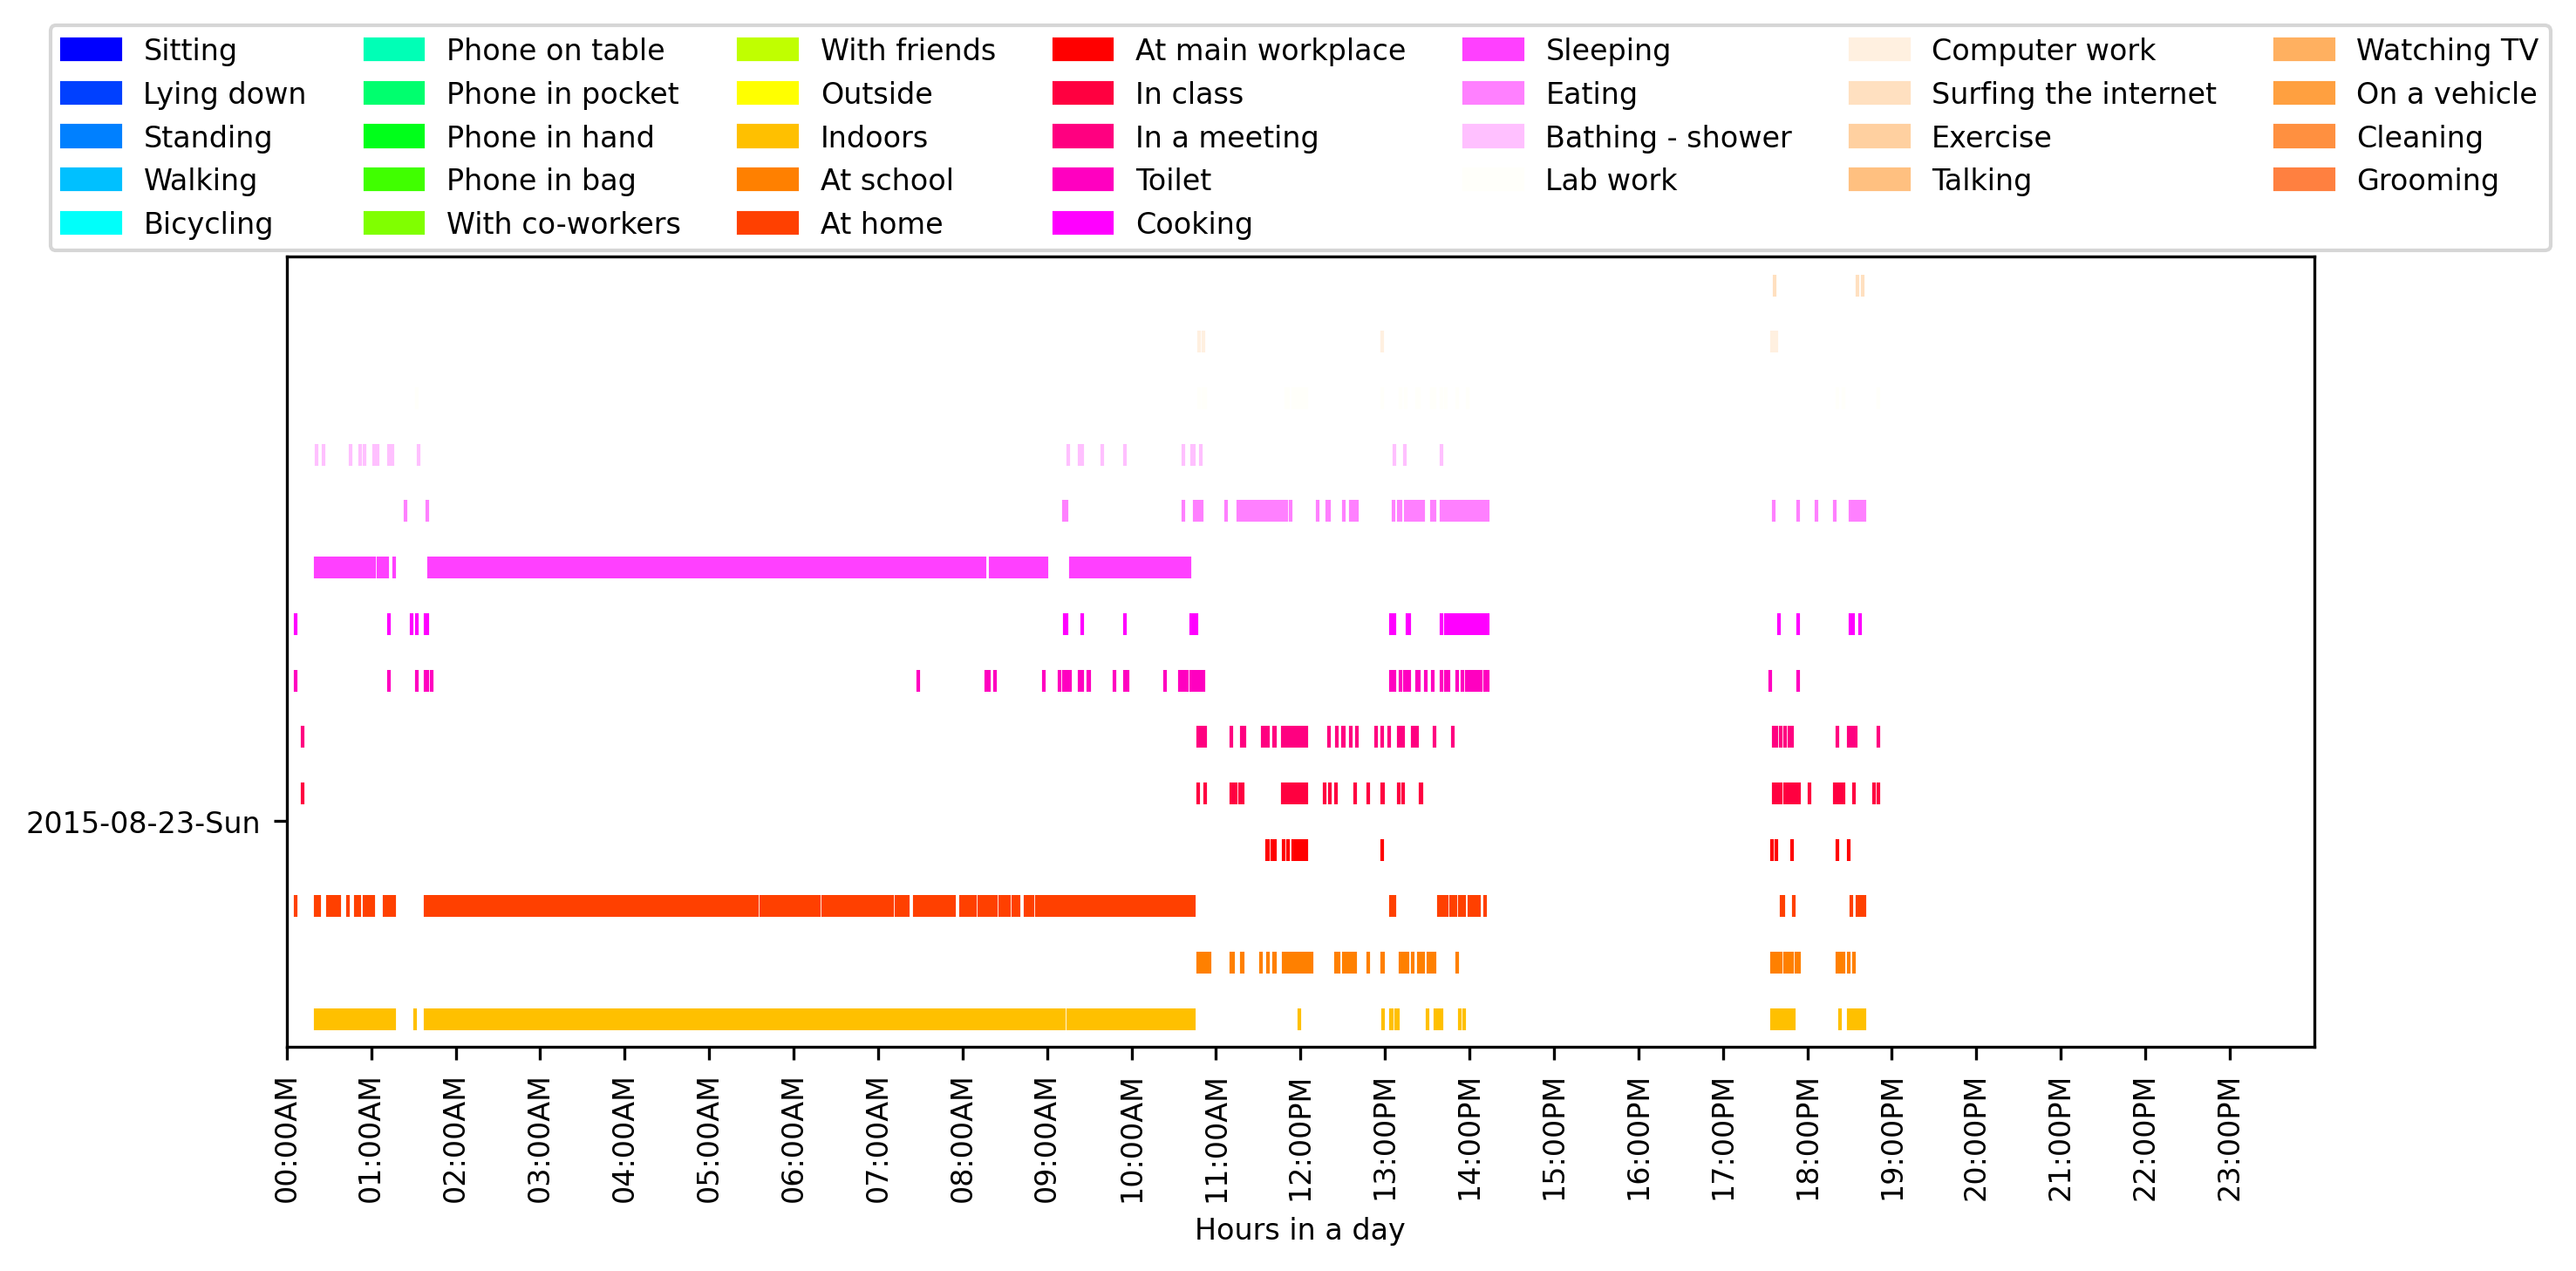 Sitting
Lying down
Standing
Walking
Bicycling
Phone on table
Phone in pocket
Phone in hand
Phone in bag
With co-workers
With friends
Outside
Indoors
At school
At home
At main workplace
In class
In a meeting
Toilet
Cooking
Sleeping
Eating
Bathing - shower
Lab work
Computer work
Surfing the internet
Exercise
Talking
Watching TV
On a vehicle
Cleaning
Grooming
2015-08-23-Sun
00:00AM
01:00AM
02:00AM
03:00AM
04:00AM
05:00AM
06:00AM
07:00AM
08:00AM
09:00AM
10:00AM
11:00AM
12:00PM
13:00PM
14:00PM
15:00PM
16:00PM
17:00PM
18:00PM
19:00PM
20:00PM
21:00PM
22:00PM
23:00PM
Hours in a day